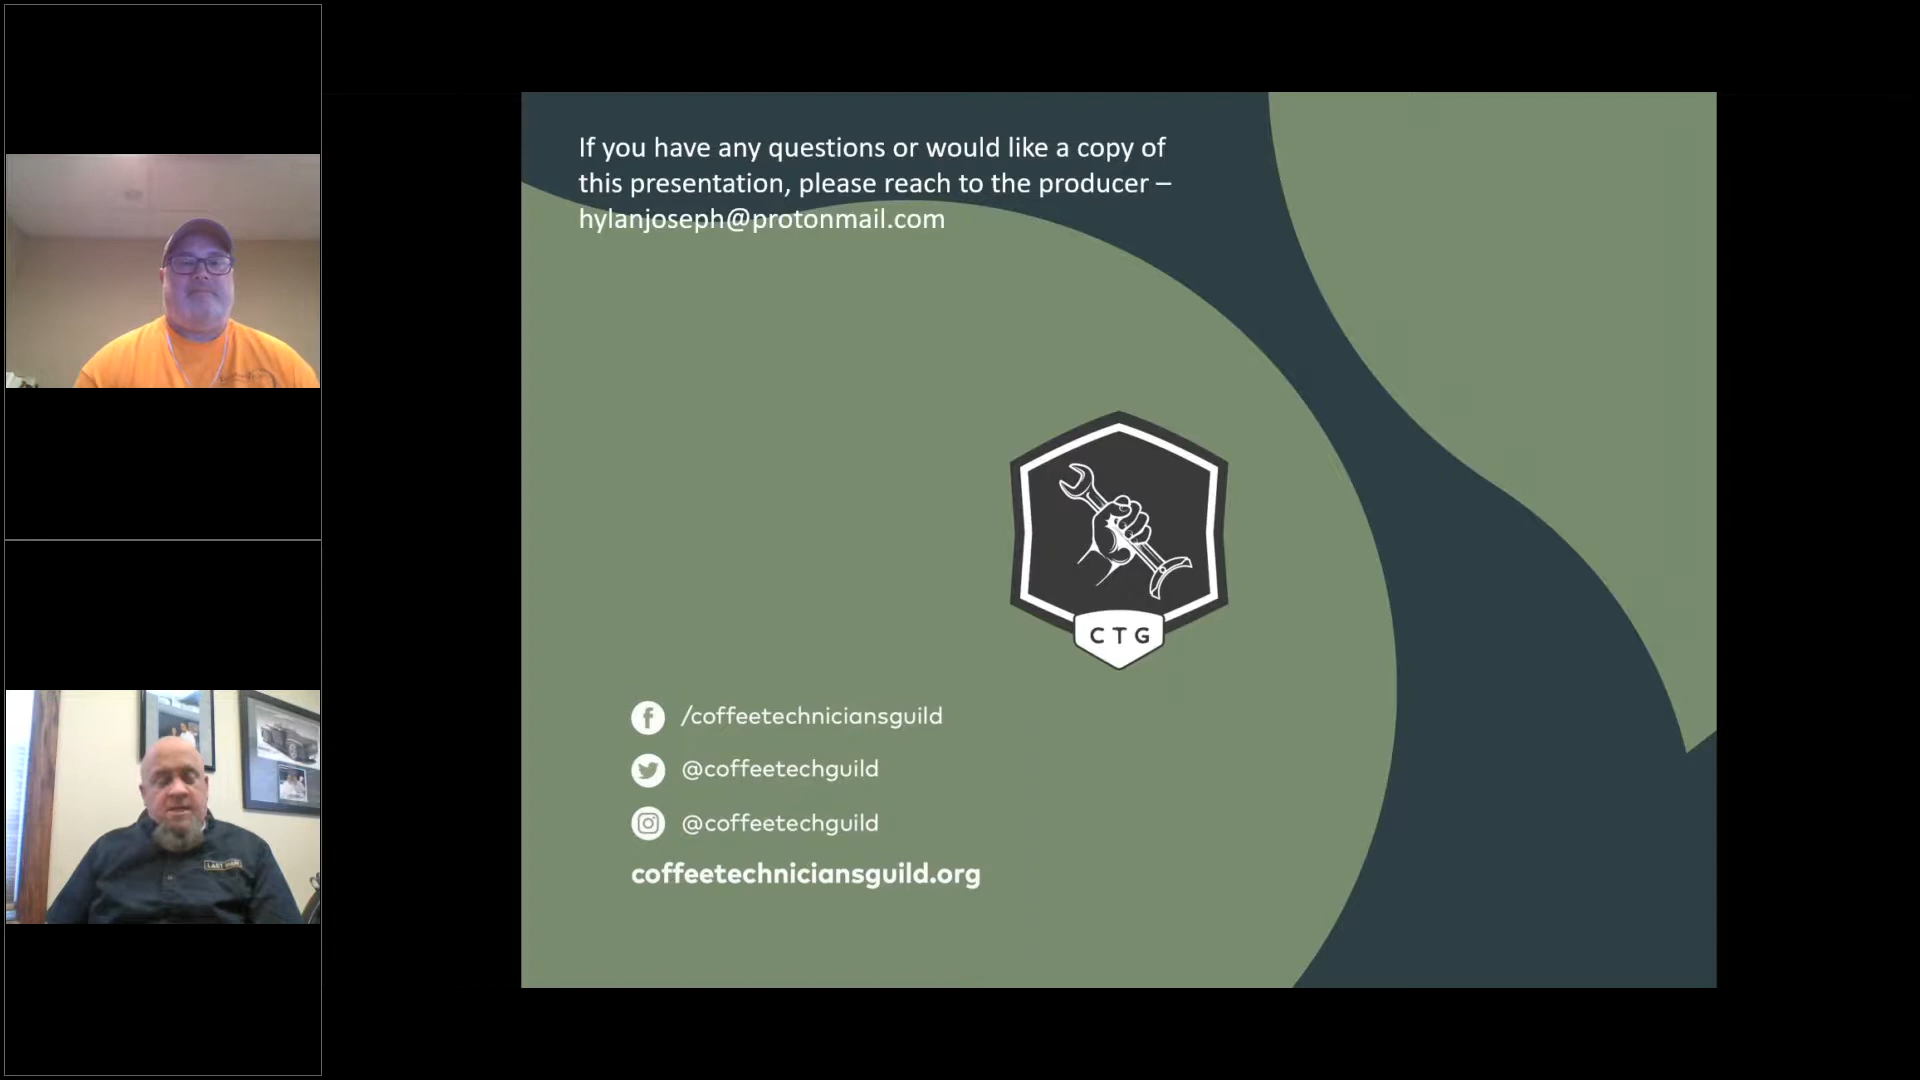 If you have any questions or would like a copy of
this presentation, please reach to the producer –
hylanjoseph@protonmail.com
C T G
/coffeetechniciansguild
@coffeetechguild
@coffeetechguild
coffeetechniciansguild.org